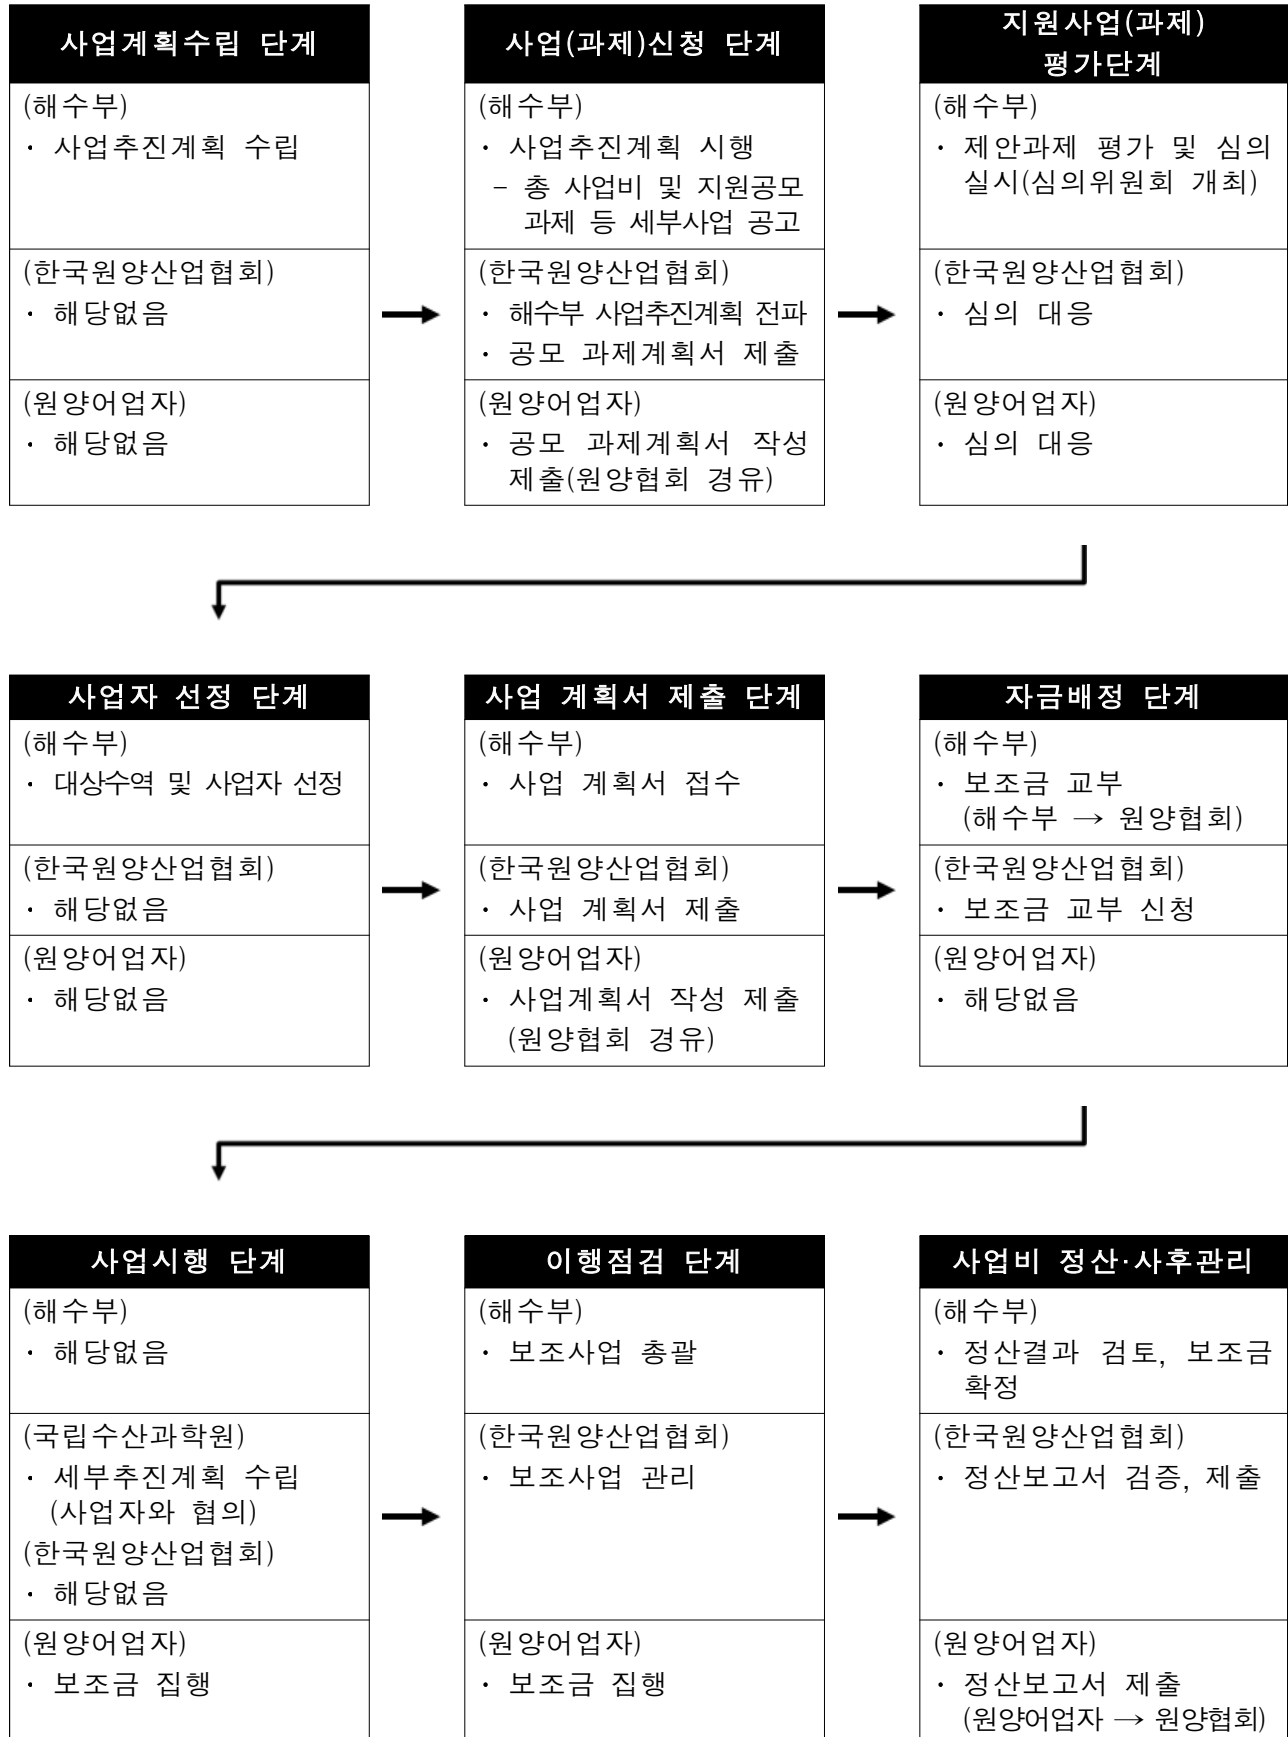 사업계획수립 단계
(해수부)
· 사업추진계획 수립
(한국원양산업협회)
· 해당없음
(원양어업자)
· 해당없음
사업(과제)신청 단계
(해수부)
· 사업추진계획 시행
- 총 사업비 및 지원공모
과제 등 세부사업 공고
(한국원양산업협회)
· 해수부 사업추진계획 전파
· 공모 과제계획서 제출
(원양어업자)
· 공모 과제계획서 작성
제출(원양협회 경유)
지원사업(과제)
평가단계
(해수부)
· 제안과제 평가 및 심의
실시(심의위원회 개최)
(한국원양산업협회)
· 심의 대응
(원양어업자)
· 심의 대응
사업자 선정 단계
(해수부)
· 대상수역 및 사업자 선정
(한국원양산업협회)
· 해당없음
(원양어업자)
· 해당없음
사업 계획서 제출 단계
(해수부)
· 사업 계획서 접수
(한국원양산업협회)
· 사업 계획서 제출
(원양어업자)
· 사업계획서 작성 제출
(원양협회 경유)
자금배정 단계
(해수부)
· 보조금 교부
(해수부 → 원양협회)
(한국원양산업협회)
· 보조금 교부 신청
(원양어업자)
· 해당없음
사업시행 단계
(해수부)
· 해당없음
(국립수산과학원)
· 세부추진계획 수립
(사업자와 협의)
(한국원양산업협회)
· 해당없음
(원양어업자)
· 보조금 집행
이행점검 단계
(해수부)
· 보조사업 총괄
(한국원양산업협회)
· 보조사업 관리
(원양어업자)
· 보조금 집행
사업비 정산·사후관리
(해수부)
· 정산결과 검토, 보조금
확정
(한국원양산업협회)
· 정산보고서 검증, 제출
(원양어업자)
· 정산보고서 제출
(원양어업자 → 원양협회)